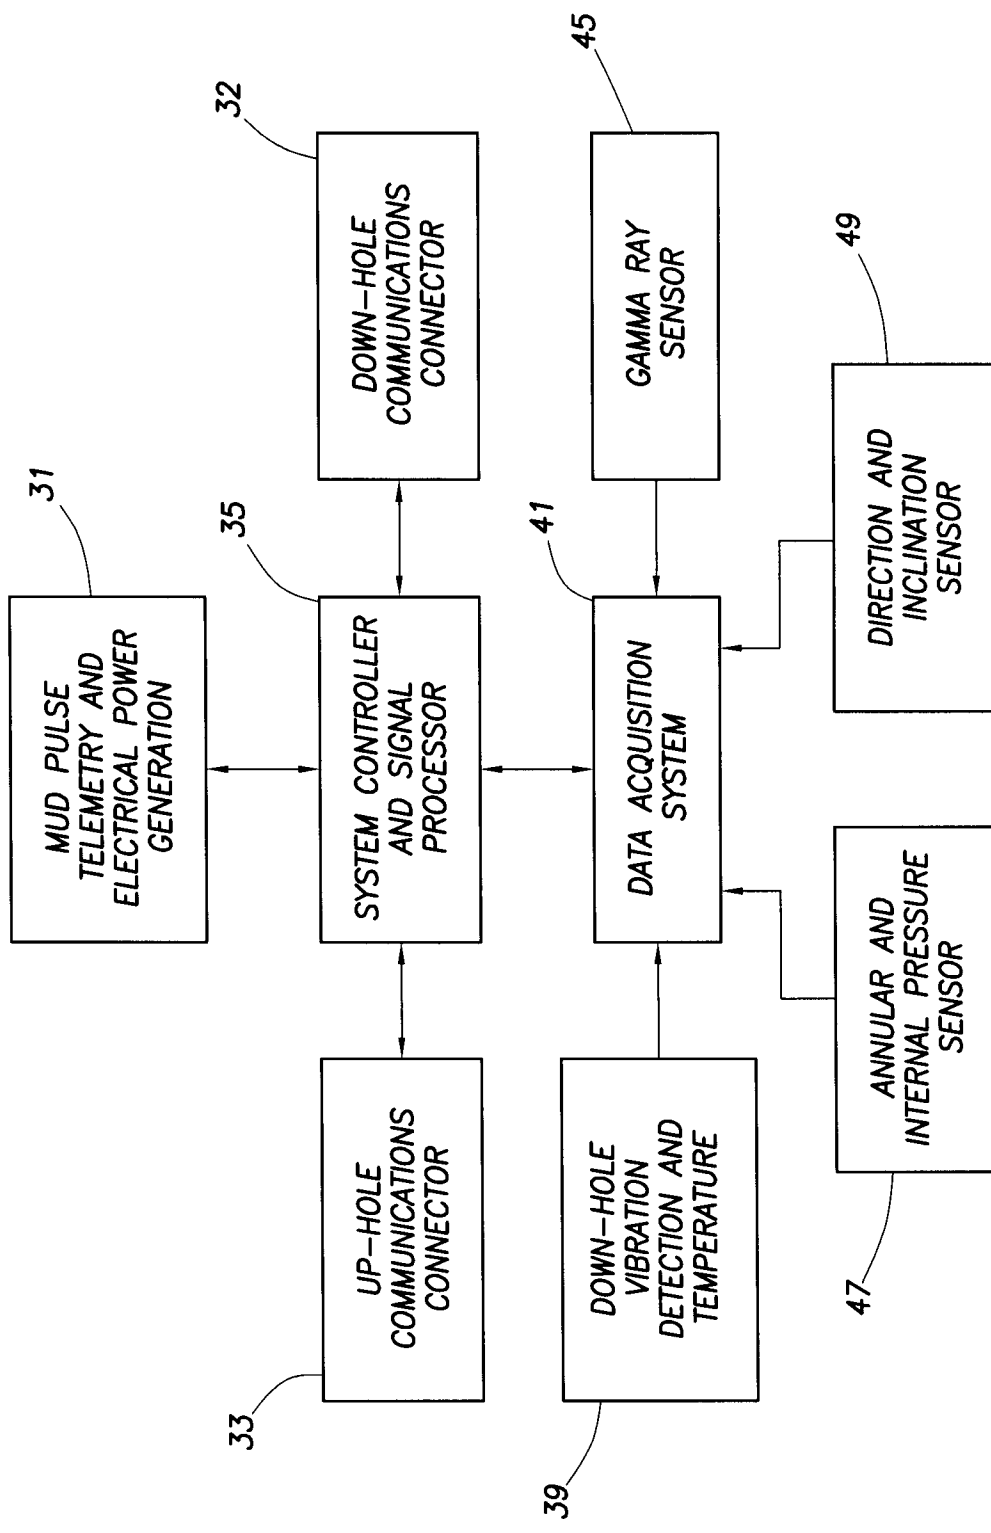 31
MUD PULSE
TELEMETRY AND
ELECTRICAL POWER
GENERATION
33
UP-HOLE
COMMUNICATIONS
CONNECTOR
35
SYSTEM CONTROLLER
AND SIGNAL
PROCESSOR
32
DOWN-HOLE
COMMUNICATIONS
CONNECTOR
39
DOWN-HOLE
VIBRATION
DETECTION AND
TEMPERATURE
41
DATA ACQUISITION
SYSTEM
45
GAMMA RAY
SENSOR
47
ANNULAR AND
INTERNAL PRESSURE
SENSOR
49
DIRECTION AND
INCLINATION
SENSOR